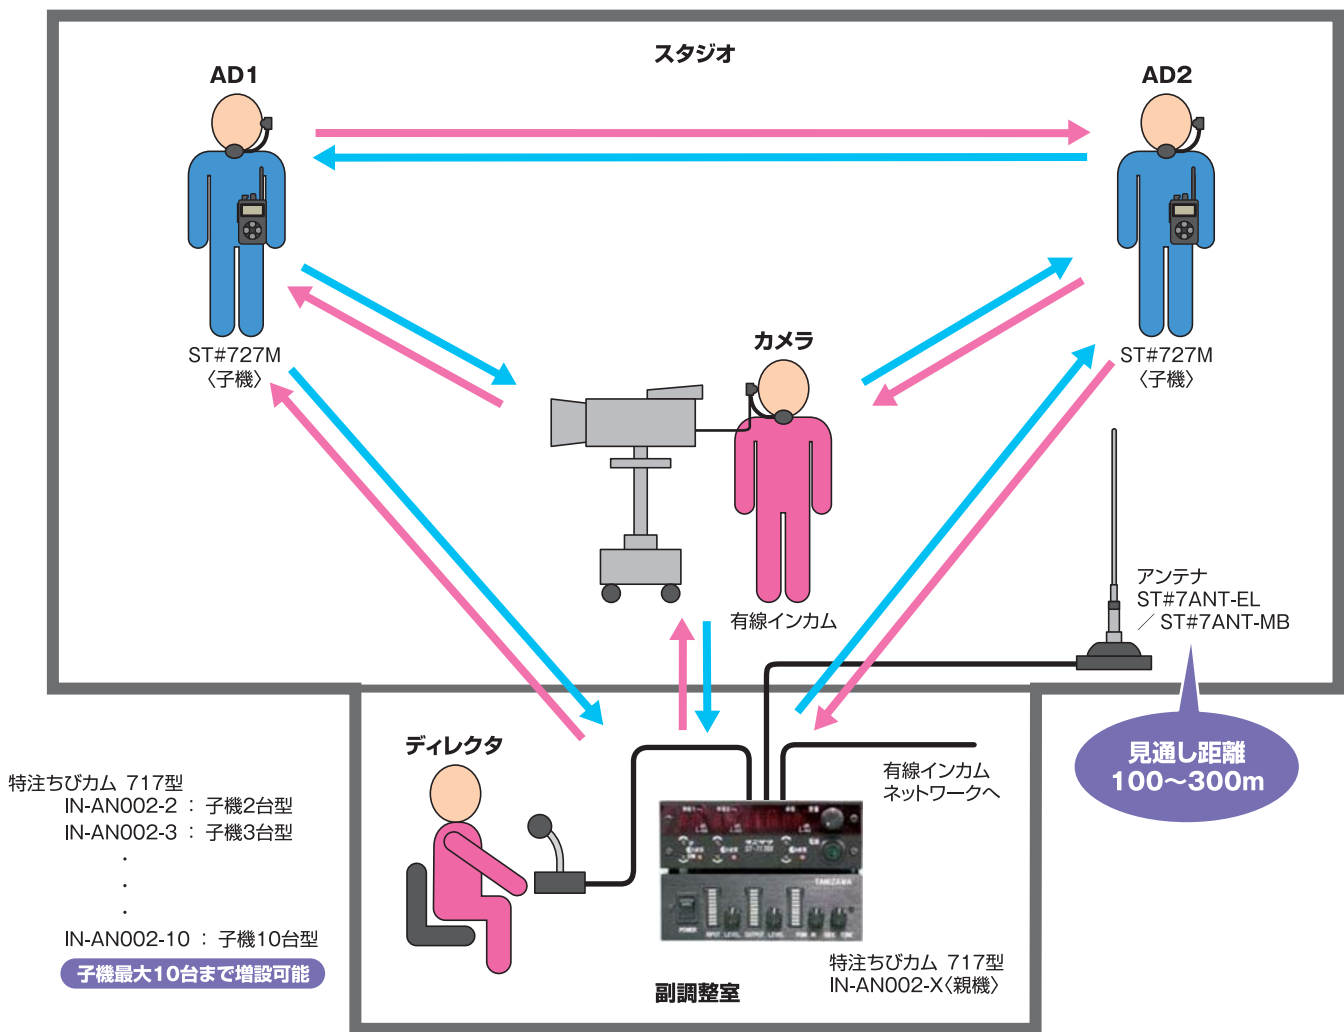 スタジオ
AD1
AD2
ST#727M
〈子機〉
カメラ
ST#727M
〈子機〉
有線インカム
アンテナ
ST#7ANT-EL
／ST#7ANT-MB
見通し距離
100〜300m
ディレクタ
有線インカム
ネットワークへ
特注ちびカム 717型
IN-AN002-2 ： 子機2台型
IN-AN002-3 ： 子機3台型
・
・
・
IN-AN002-10 ： 子機10台型
子機最大10台まで増設可能
TANIZAWA
POWER
INPUT LEVEL
OUTPUT LEVEL
特注ちびカム 717型
IN-AN002-X〈親機〉
副調整室